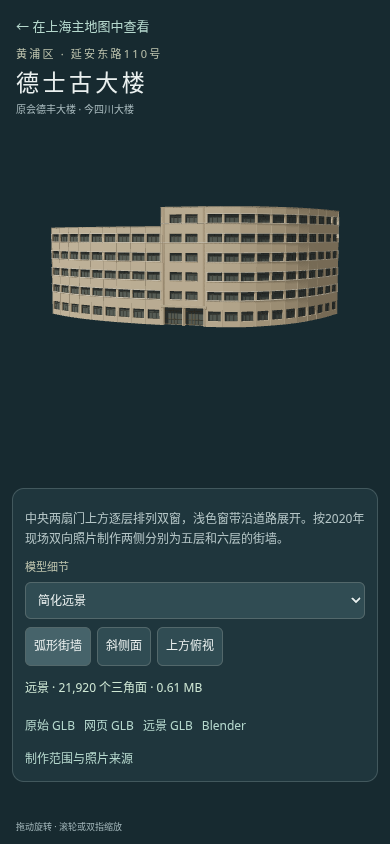 ← 在上海主地图中查看
黄浦区 · 延安东路110号
德士古大楼
原会德丰大楼 · 今四川大楼
中央两扇门上方逐层排列双窗，浅色窗带沿道路展开。按2020年
现场双向照片制作两侧分别为五层和六层的街墙。
模型细节
简化远景
弧形街墙 斜侧面 上方俯视
远景 · 21,920 个三角面 · 0.61 MB
原始 GLB 网页 GLB 远景 GLB Blender
制作范围与照片来源
拖动旋转 · 滚轮或双指缩放